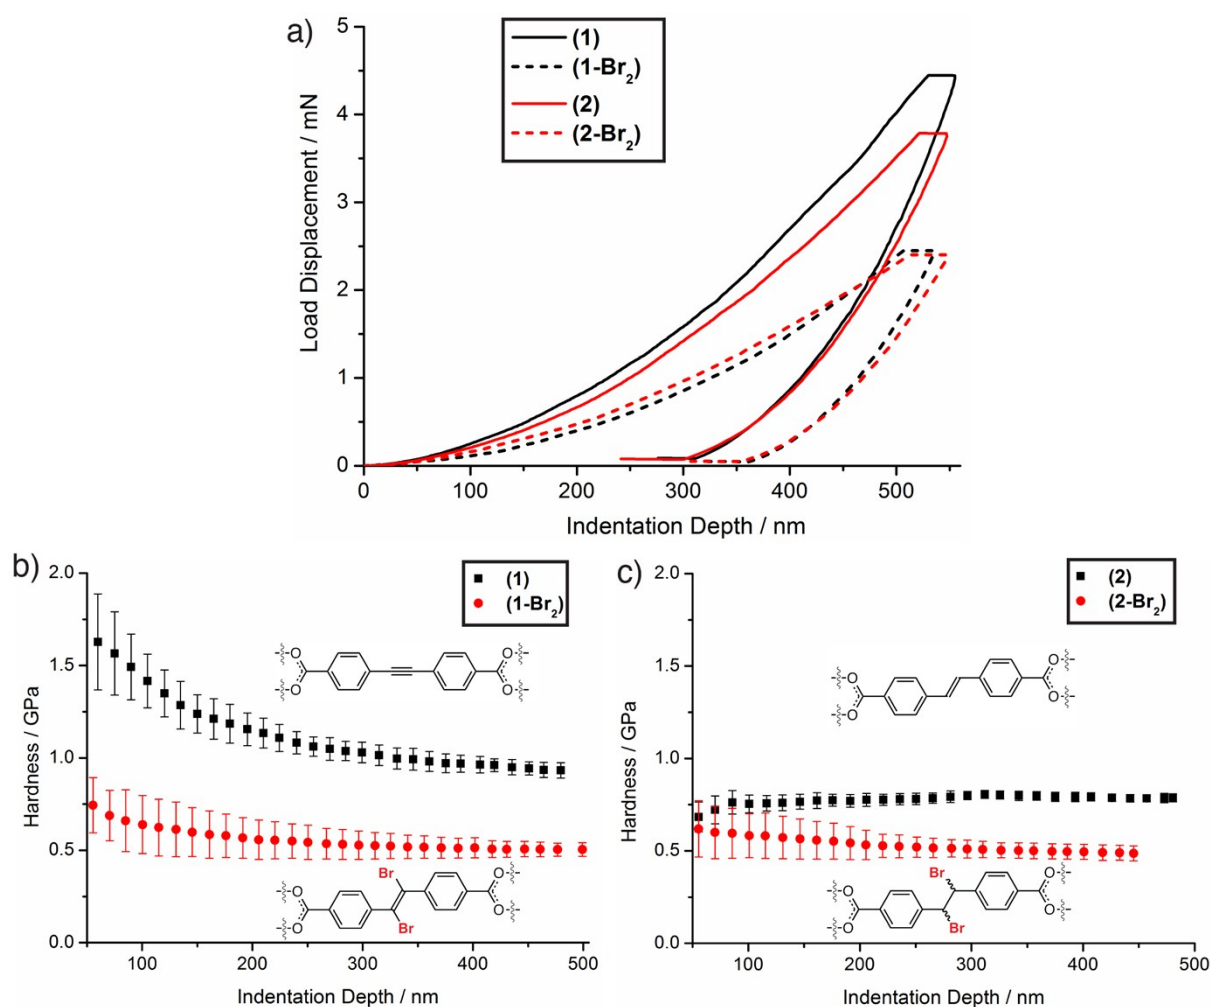 a)
5
4
3
2
1
0
Load Displacement / mN
(1)
(1-Br₂)
(2)
(2-Br₂)
0 100 200 300 400 500
Indentation Depth / nm
b)
2.0
1.5
1.0
0.5
0.0
Hardness / GPa
(1)
(1-Br₂)
O O
O O
Br
O O
O O
Br
100 200 300 400 500
Indentation Depth / nm
c)
2.0
1.5
1.0
0.5
0.0
Hardness / GPa
(2)
(2-Br₂)
O O
O O
Br
O O
O O
Br
100 200 300 400 500
Indentation Depth / nm